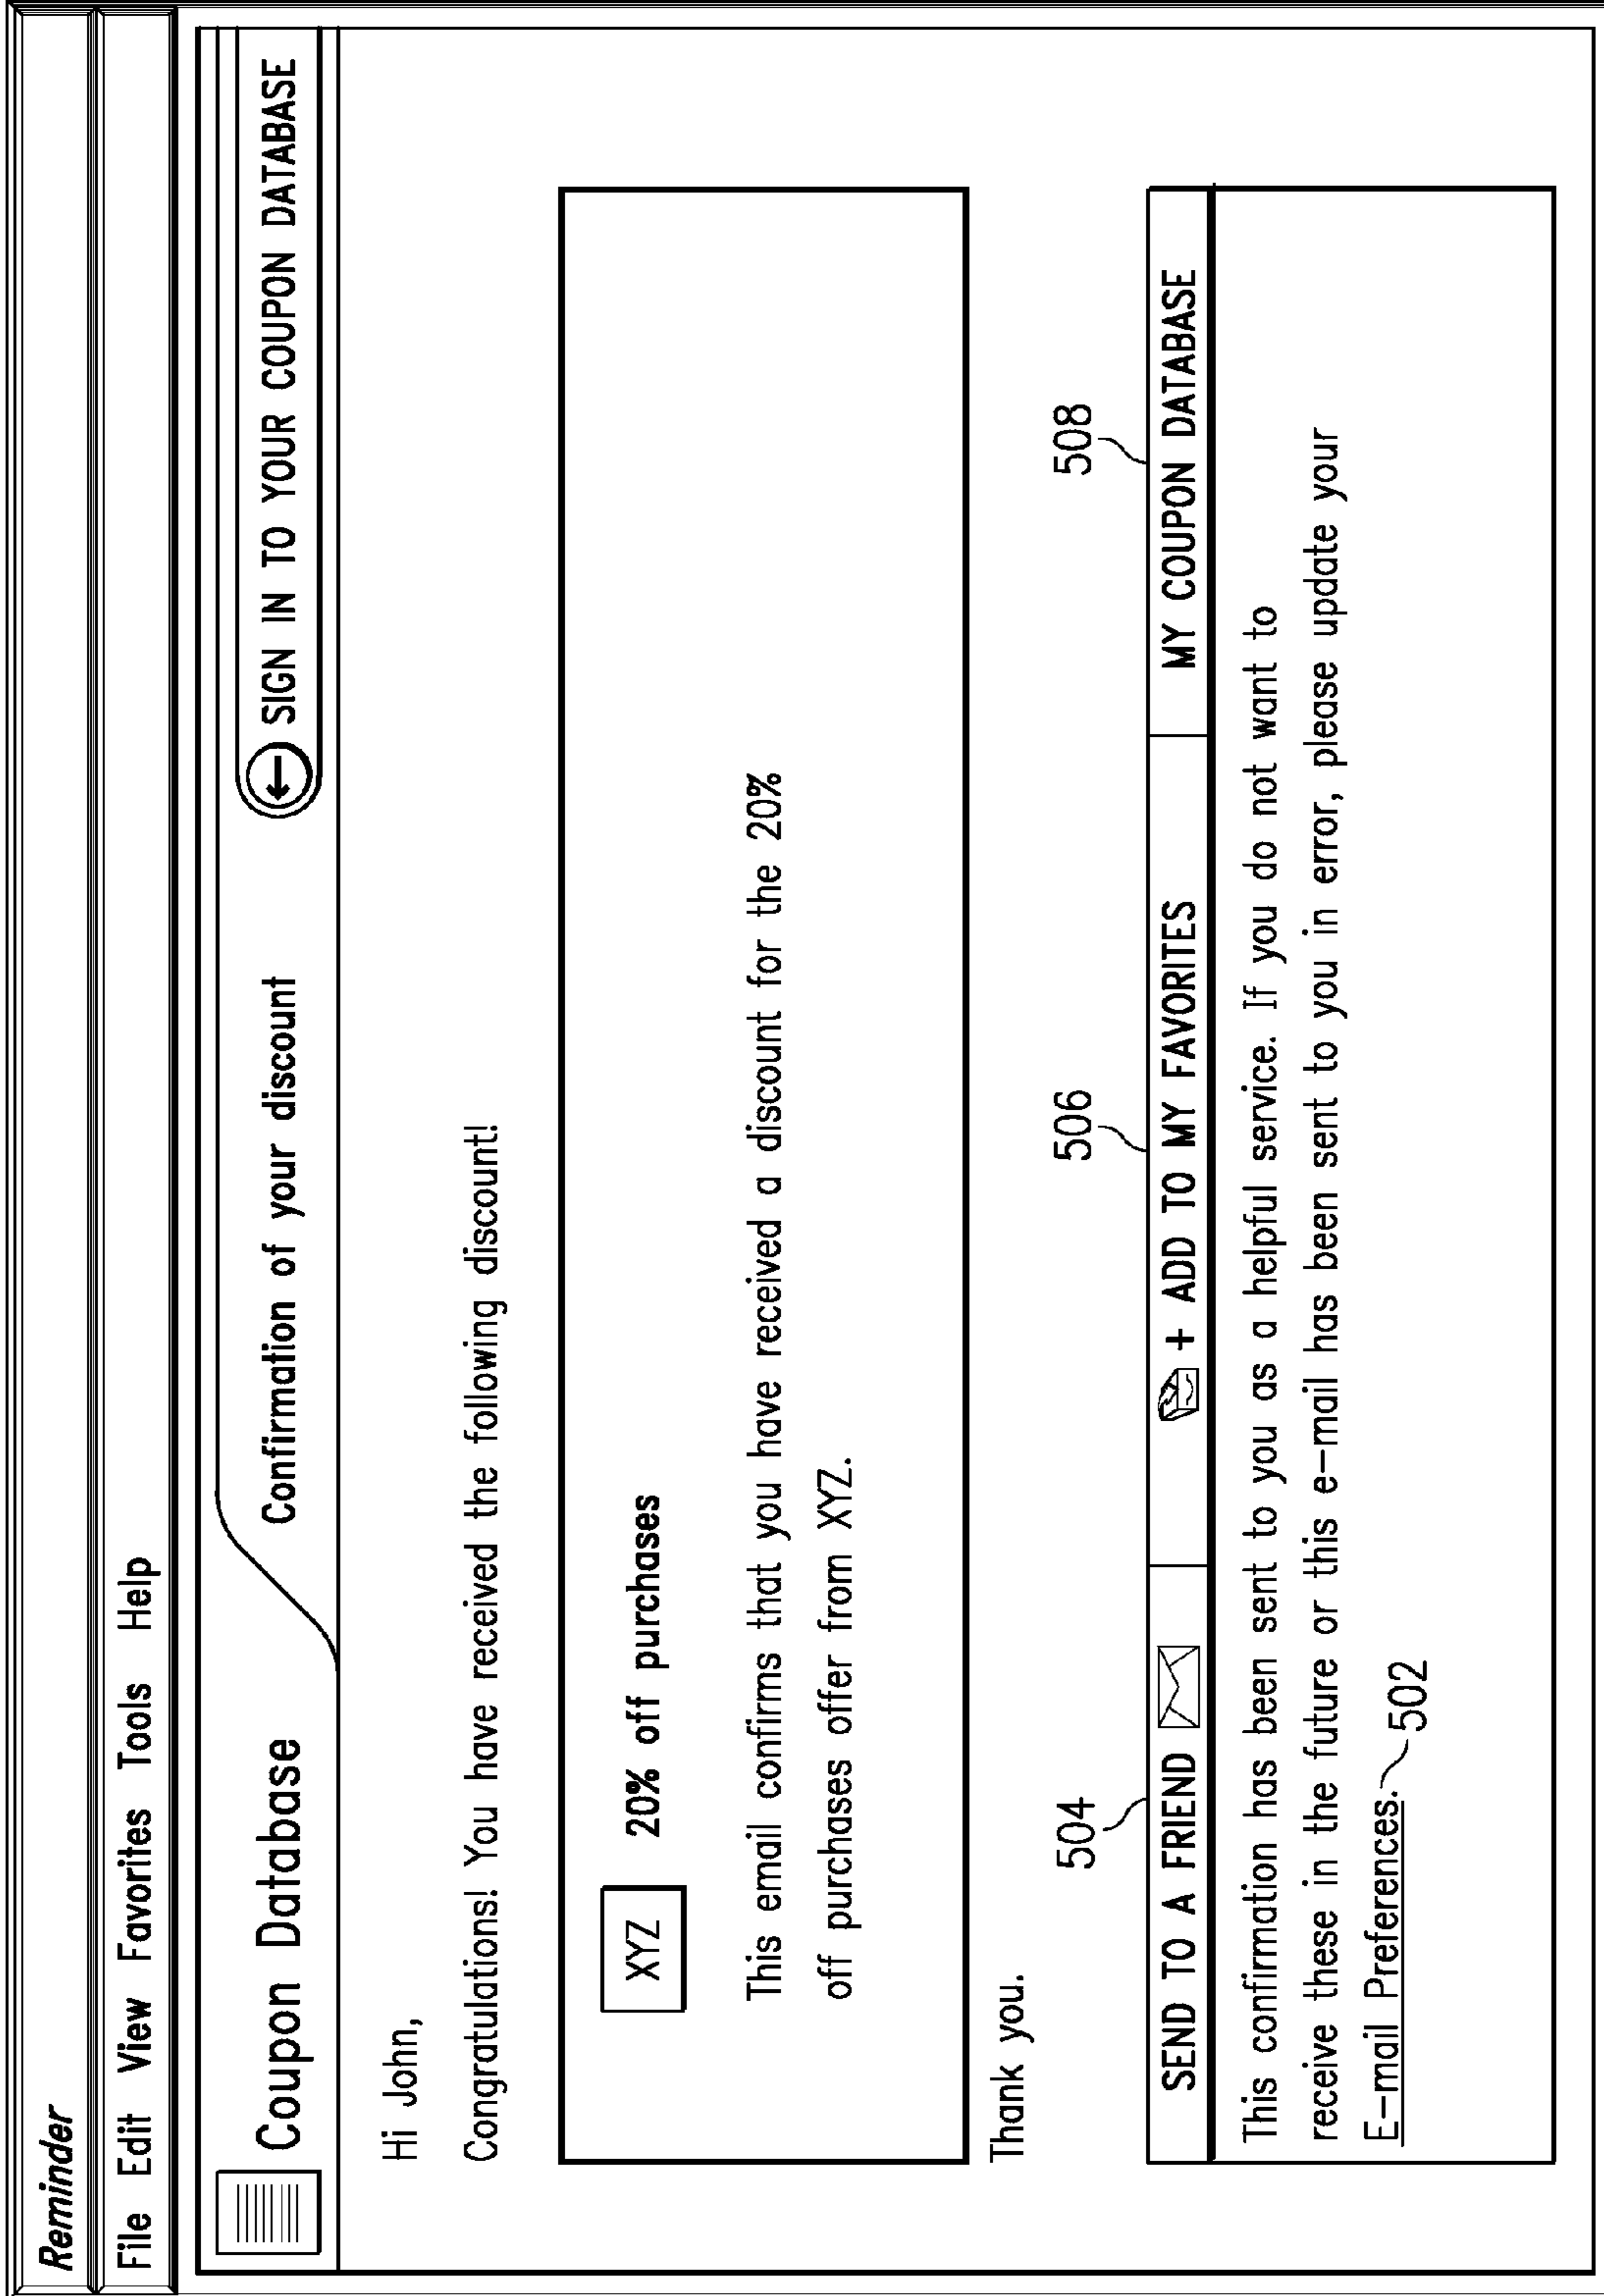 Reminder
File Edit View Favorites Tools Help
Coupon Database
Confirmation of your discount
SIGN IN TO YOUR COUPON DATABASE
Hi John,
Congratulations! You have received the following discount!
XYZ
20% off purchases
This email confirms that you have received a discount for the 20%
off purchases offer from XYZ.
Thank you.
504
506
508
SEND TO A FRIEND
+ ADD TO MY FAVORITES
MY COUPON DATABASE
This confirmation has been sent to you as a helpful service. If you do not want to
receive these in the future or this e-mail has been sent to you in error, please update your
E-mail Preferences.
502